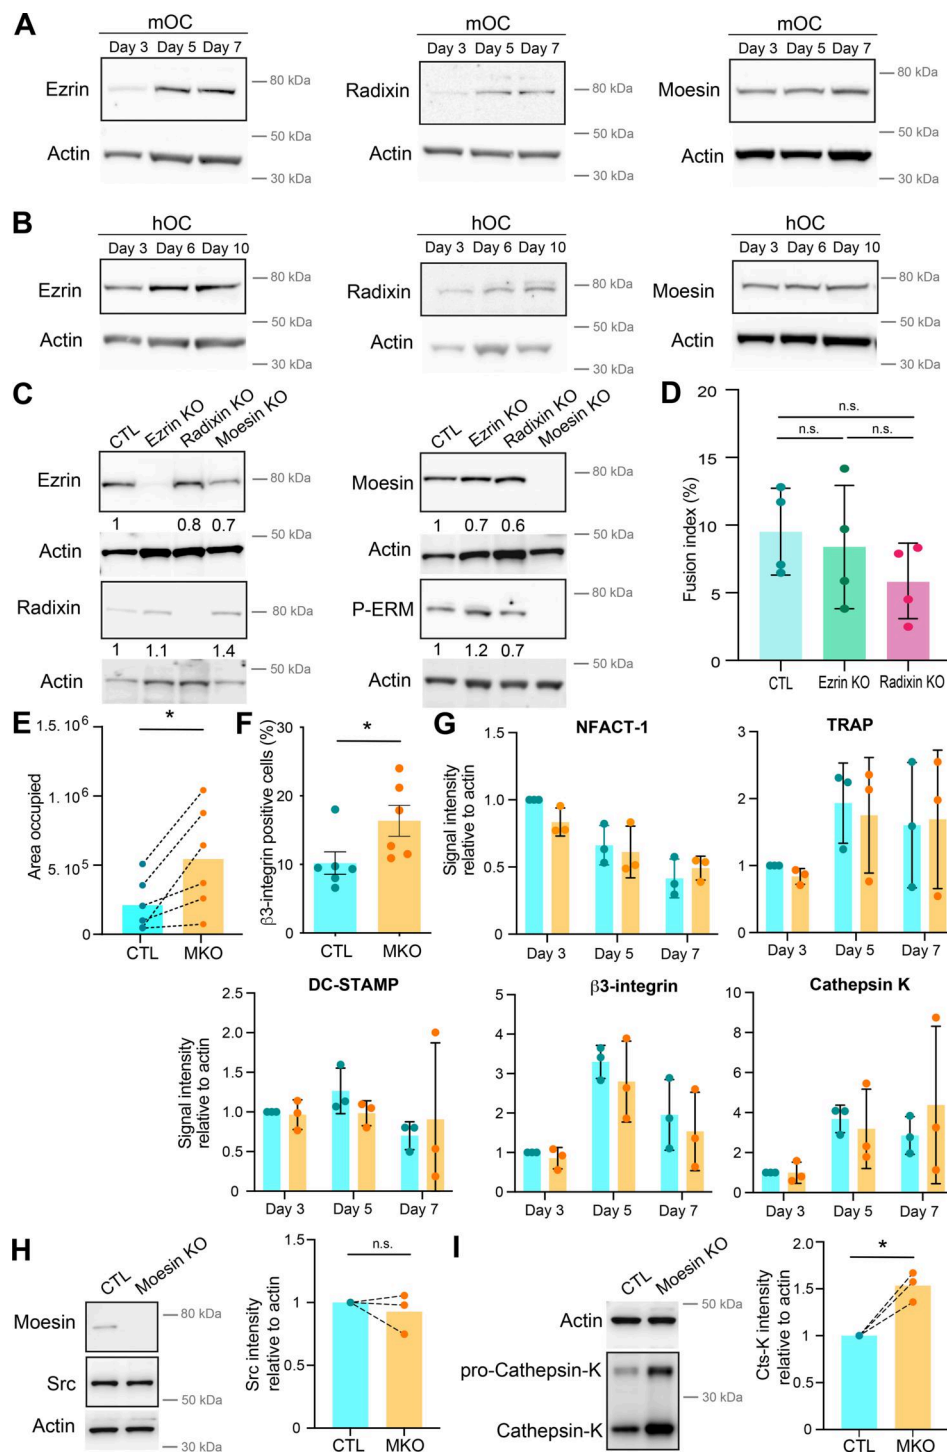 A
mOC
Day 3 Day 5 Day 7
Ezrin
80 kDa
Actin
50 kDa
30 kDa
mOC
Day 3 Day 5 Day 7
Radixin
80 kDa
Actin
50 kDa
30 kDa
mOC
Day 3 Day 5 Day 7
Moesin
80 kDa
Actin
50 kDa
30 kDa
B
hOC
Day 3 Day 6 Day 10
Ezrin
80 kDa
Actin
50 kDa
30 kDa
hOC
Day 3 Day 6 Day 10
Radixin
80 kDa
Actin
50 kDa
30 kDa
hOC
Day 3 Day 6 Day 10
Moesin
80 kDa
Actin
50 kDa
30 kDa
C
CTL
Ezrin KO
Radixin KO
Moesin KO
Ezrin
80 kDa
1 0.8 0.7
50 kDa
Actin
Radixin
80 kDa
1 1.1 1.4
50 kDa
Actin
CTL
Ezrin KO
Radixin KO
Moesin KO
Moesin
80 kDa
1 0.7 0.6
50 kDa
Actin
P-ERM
80 kDa
1 1.2 0.7
50 kDa
Actin
D
Fusion index (%)
20
15
10
5
0
n.s.
n.s. n.s.
CTL Ezrin KO Radixin KO
E
Area occupied
1.5 10⁶
1. 10⁶
5. 10⁵
0
*
CTL MKO
F
β3-integrin positive cells (%)
30
20
10
0
*
CTL MKO
G
NFACT-1
Signal intensity
relative to actin
1.5
1.0
0.5
0
Day 3 Day 5 Day 7
TRAP
3
2
1
0
Day 3 Day 5 Day 7
DC-STAMP
Signal intensity
relative to actin
2.5
2.0
1.5
1.0
0.5
0
Day 3 Day 5 Day 7
β3-integrin
4
3
2
1
0
Day 3 Day 5 Day 7
Cathepsin K
10
8
6
4
2
0
Day 3 Day 5 Day 7
H
CTL
Moesin KO
Moesin
80 kDa
Src
50 kDa
Actin
30 kDa
Src intensity
relative to actin
1.5
1
0.5
0
n.s.
CTL MKO
I
CTL
Moesin KO
Actin
50 kDa
pro-Cathepsin-K
30 kDa
Cathepsin-K
Cts-K intensity
relative to actin
2.0
1.5
1
0.5
0
*
CTL MKO